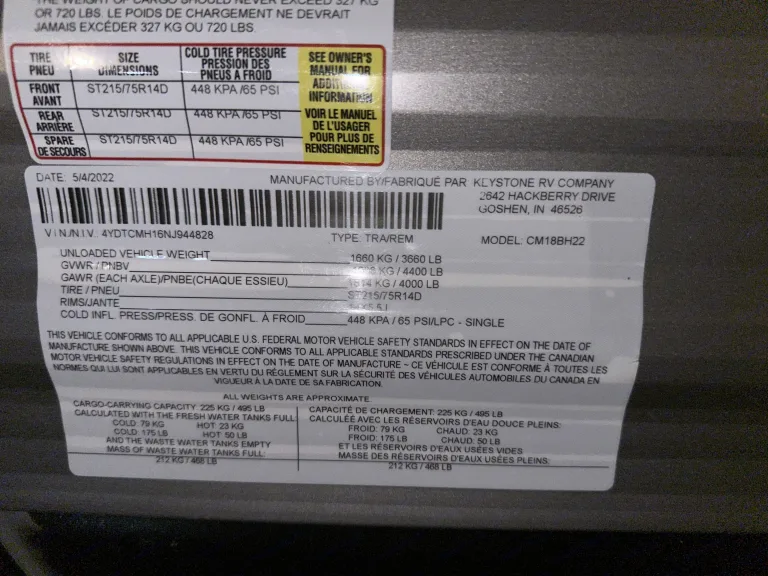 THE WEIGHT OF CARGO SHOULD NEVER EXCEED 327 KG
OR 720 LBS. LE POIDS DE CHARGEMENT NE DEVRAIT
JAMAIS EXCÉDER 327 KG OU 720 LBS.
TIRE PNEU SIZE DIMENSIONS COLD TIRE PRESSURE PRESSION DES PNEUS A FROID
FRONT AVANT ST215/75R14D 448 KPA /65 PSI
REAR ARRIÈRE ST215/75R14D 448 KPA /65 PSI
SPARE DE SECOURS ST215/75R14D 448 KPA /65 PSI
SEE OWNER'S
MANUAL FOR
ADDITIONAL
INFORMATION
VOIR LE MANUEL
DE L'USAGER
POUR PLUS DE
RENSEIGNEMENTS
DATE: 5/4/2022 MANUFACTURED BY/FABRIQUÉ PAR KEYSTONE RV COMPANY
2642 HACKBERRY DRIVE
GOSHEN, IN 46526
V.I.N./N.I.V. 4YDTCMH16NJ944828 TYPE: TRA/REM MODEL: CM18BH22
UNLOADED VEHICLE WEIGHT 1660 KG / 3660 LB
GVWR / PNBV KG / 4400 LB
GAWR (EACH AXLE)/PNBE(CHAQUE ESSIEU) 1814 KG / 4000 LB
TIRE / PNEU ST215/75R14D
RIMS/JANTE 14X5.5J
COLD INFL. PRESS/PRESS. DE GONFL. À FROID 448 KPA / 65 PSI/LPC - SINGLE
THIS VEHICLE CONFORMS TO ALL APPLICABLE U.S. FEDERAL MOTOR VEHICLE SAFETY STANDARDS IN EFFECT ON THE DATE OF
MANUFACTURE SHOWN ABOVE. THIS VEHICLE CONFORMS TO ALL APPLICABLE STANDARDS PRESCRIBED UNDER THE CANADIAN
MOTOR VEHICLE SAFETY REGULATIONS IN EFFECT ON THE DATE OF MANUFACTURE ~ CE VÉHICULE EST CONFORME À TOUTES LES
NORMES QUI LUI SONT APPLICABLES EN VERTU DU RÈGLEMENT SUR LA SÉCURITÉ DES VÉHICULES AUTOMOBILES DU CANADA EN
VIGUEUR À LA DATE DE SA FABRICATION.
ALL WEIGHTS ARE APPROXIMATE
CARGO-CARRYING CAPACITY: 225 KG / 495 LB
CALCULATED WITH THE FRESH WATER TANKS FULL
COLD: 79 KG HOT: 23 KG
COLD: 175 LB HOT: 50 LB
AND THE WASTE WATER TANKS EMPTY
MASS OF WASTE WATER TANKS FULL:
212 KG / 468 LB
CAPACITÉ DE CHARGEMENT: 225 KG / 495 LB
CALCULÉE AVEC LES RÉSERVOIRS D'EAU DOUCE PLEINS:
FROID: 79 KG CHAUD: 23 KG
FROID: 175 LB CHAUD: 50 LB
ET LES RÉSERVOIRS D'EAUX USÉES VIDES
MASSE DES RÉSERVOIRS D'EAUX USÉES PLEINS:
212 KG / 468 LB